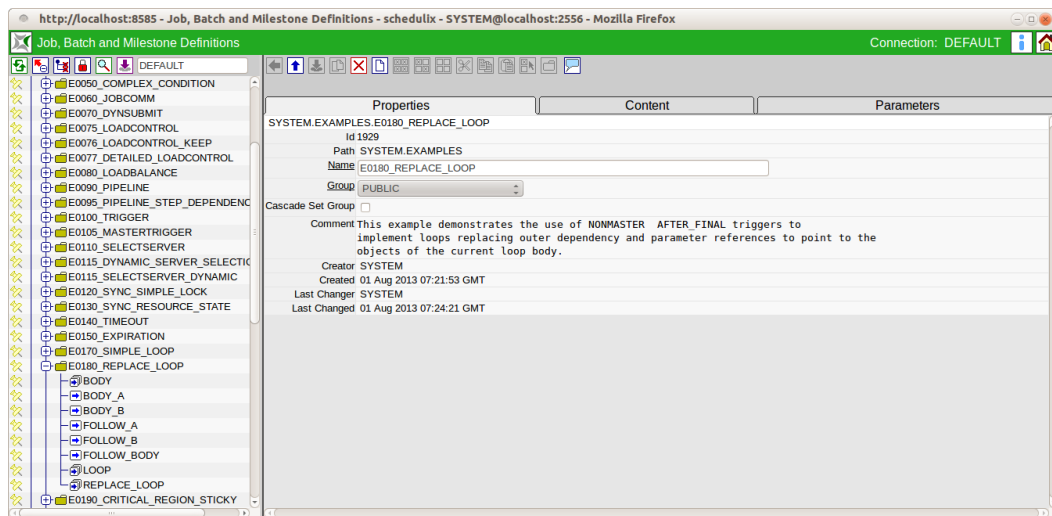 http://localhost:8585 - Job, Batch and Milestone Definitions - schedulix - SYSTEM@localhost:2556 - Mozilla Firefox
Job, Batch and Milestone Definitions
Connection: DEFAULT
DEFAULT
E0050_COMPLEX_CONDITION
E0060_JOBCOMM
E0070_DYNSUBMIT
E0075_LOADCONTROL
E0076_LOADCONTROL_KEEP
E0077_DETAILED_LOADCONTROL
E0080_LOADBALANCE
E0090_PIPELINE
E0095_PIPELINE_STEP_DEPENDENC
E0100_TRIGGER
E0105_MASTERTRIGGER
E0110_SELECTSERVER
E0115_DYNAMIC_SERVER_SELECTIO
E0115_SELECTSERVER_DYNAMIC
E0120_SYNC_SIMPLE_LOCK
E0130_SYNC_RESOURCE_STATE
E0140_TIMEOUT
E0150_EXPIRATION
E0170_SIMPLE_LOOP
E0180_REPLACE_LOOP
BODY
BODY_A
BODY_B
FOLLOW_A
FOLLOW_B
FOLLOW_BODY
LOOP
REPLACE_LOOP
E0190_CRITICAL_REGION_STICKY
Properties Content Parameters
SYSTEM.EXAMPLES.E0180_REPLACE_LOOP
Id 1929
Path SYSTEM.EXAMPLES
Name E0180_REPLACE_LOOP
Group PUBLIC
Cascade Set Group
Comment This example demonstrates the use of NONMASTER AFTER_FINAL triggers to
implement loops replacing outer dependency and parameter references to point to the
objects of the current loop body.
Creator SYSTEM
Created 01 Aug 2013 07:21:53 GMT
Last Changer SYSTEM
Last Changed 01 Aug 2013 07:24:21 GMT